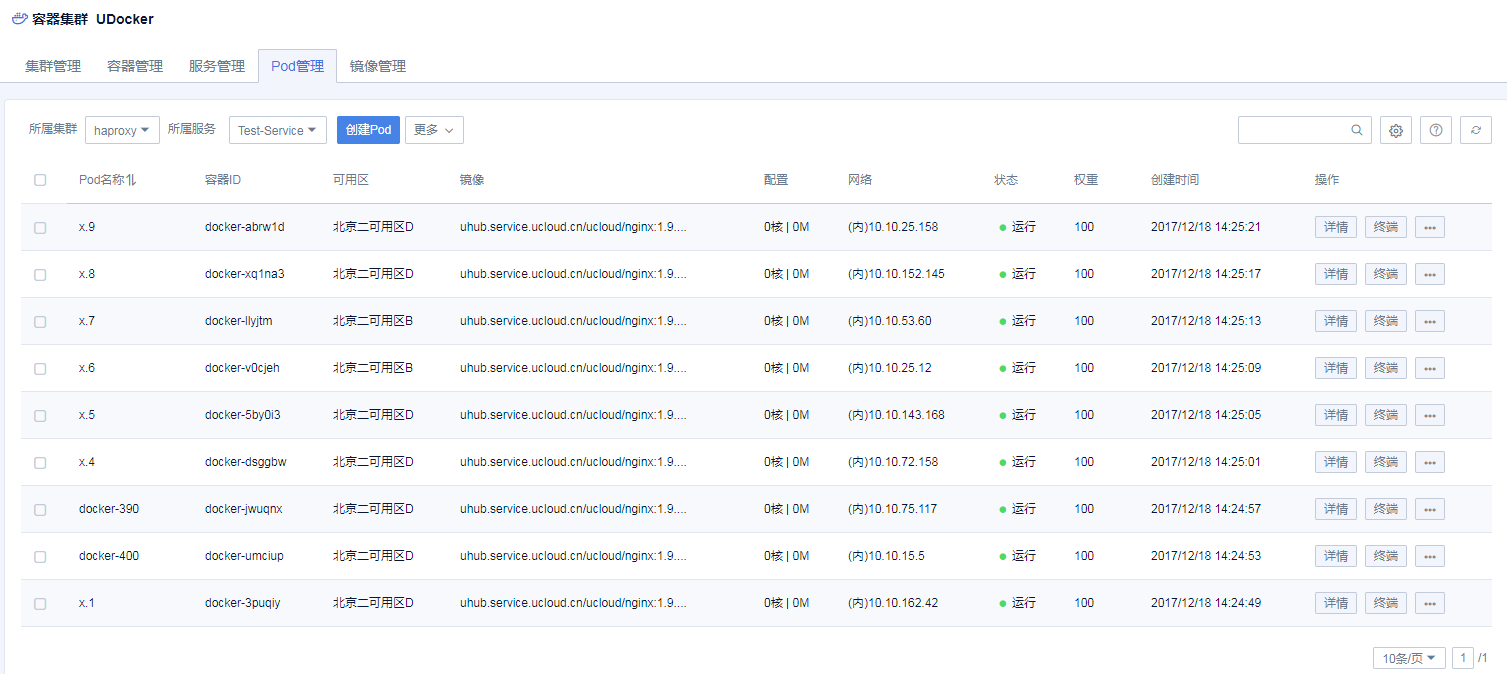 容器集群 UDocker
集群管理 容器管理 服务管理 Pod管理 镜像管理
所属集群 haproxy 所属服务 Test-Service 创建Pod 更多
Pod名称 容器ID 可用区 镜像 配置 网络 状态 权重 创建时间 操作
x.9 docker-abrw1d 北京二可用区D uhub.service.ucloud.cn/ucloud/nginx:1.9.... 0核 | 0M (内)10.10.25.158 运行 100 2017/12/18 14:25:21 详情 终端 •••
x.8 docker-xq1na3 北京二可用区D uhub.service.ucloud.cn/ucloud/nginx:1.9.... 0核 | 0M (内)10.10.152.145 运行 100 2017/12/18 14:25:17 详情 终端 •••
x.7 docker-llyjtm 北京二可用区B uhub.service.ucloud.cn/ucloud/nginx:1.9.... 0核 | 0M (内)10.10.53.60 运行 100 2017/12/18 14:25:13 详情 终端 •••
x.6 docker-v0cjeh 北京二可用区B uhub.service.ucloud.cn/ucloud/nginx:1.9.... 0核 | 0M (内)10.10.25.12 运行 100 2017/12/18 14:25:09 详情 终端 •••
x.5 docker-5by0i3 北京二可用区D uhub.service.ucloud.cn/ucloud/nginx:1.9.... 0核 | 0M (内)10.10.143.168 运行 100 2017/12/18 14:25:05 详情 终端 •••
x.4 docker-dsggbw 北京二可用区D uhub.service.ucloud.cn/ucloud/nginx:1.9.... 0核 | 0M (内)10.10.72.158 运行 100 2017/12/18 14:25:01 详情 终端 •••
docker-390 docker-jwuqnx 北京二可用区D uhub.service.ucloud.cn/ucloud/nginx:1.9.... 0核 | 0M (内)10.10.75.117 运行 100 2017/12/18 14:24:57 详情 终端 •••
docker-400 docker-umciup 北京二可用区D uhub.service.ucloud.cn/ucloud/nginx:1.9.... 0核 | 0M (内)10.10.15.5 运行 100 2017/12/18 14:24:53 详情 终端 •••
x.1 docker-3puqiy 北京二可用区D uhub.service.ucloud.cn/ucloud/nginx:1.9.... 0核 | 0M (内)10.10.162.42 运行 100 2017/12/18 14:24:49 详情 终端 •••
10条/页 1 /1